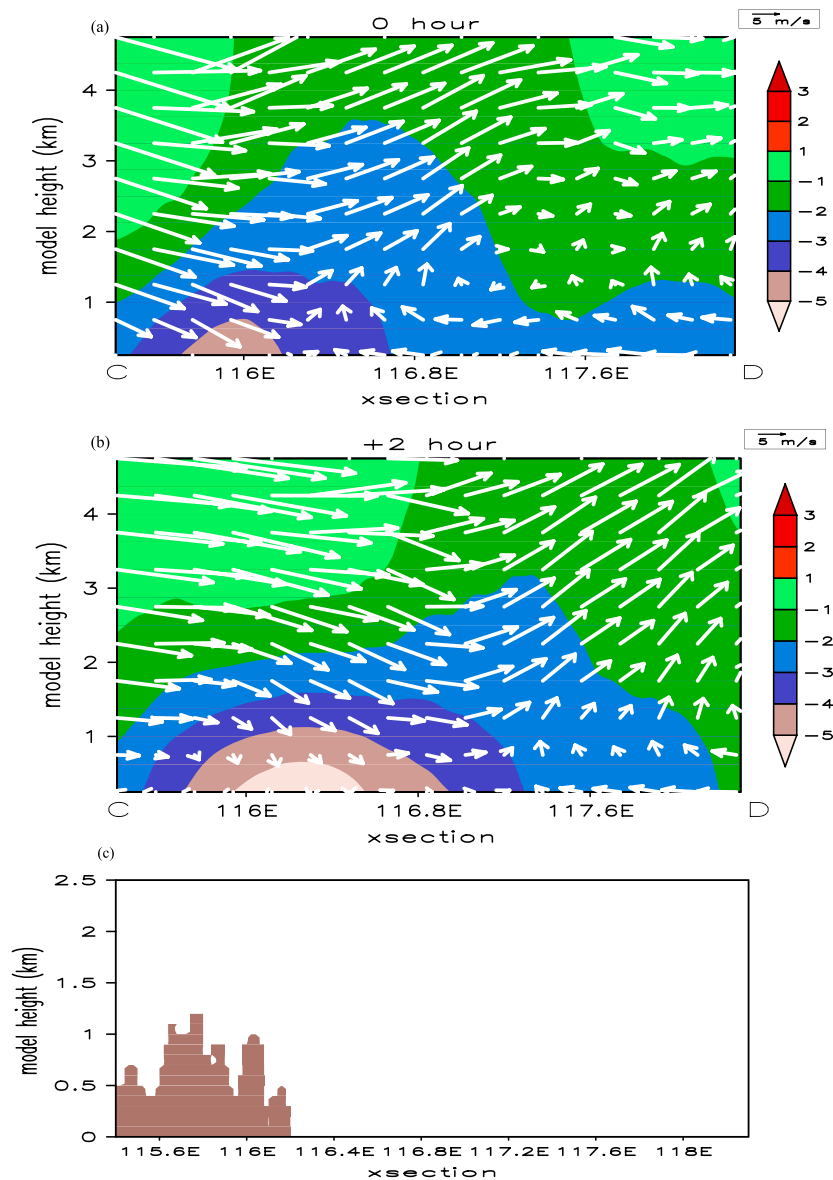 (a)
0 hour
5 m/s
model height (km)
4
3
2
1
3
2
1
−1
−2
−3
−4
−5
C
116E
116.8E
117.6E
D
xsection
(b)
+2 hour
5 m/s
model height (km)
4
3
2
1
3
2
1
−1
−2
−3
−4
−5
C
116E
116.8E
117.6E
D
xsection
(c)
model height (km)
2.5
2
1.5
1
0.5
0
115.6E
116E
116.4E
116.8E
117.2E
117.6E
118E
xsection